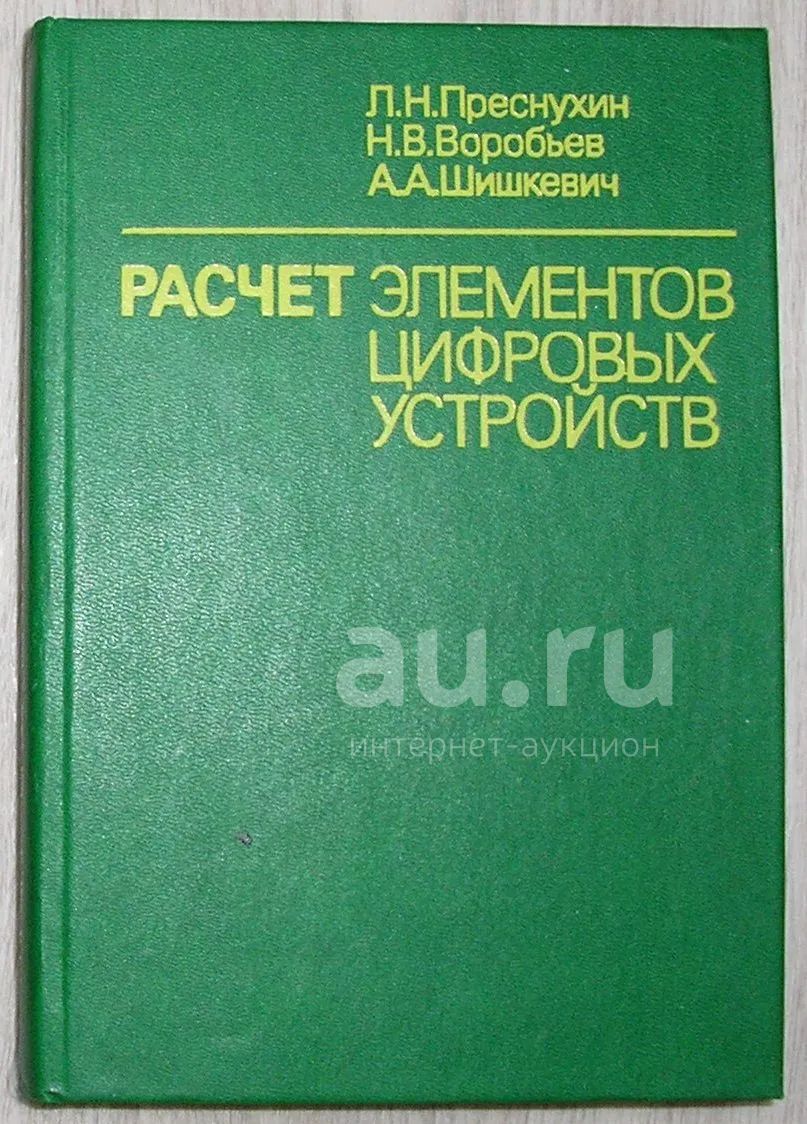 Л.Н.Преснухин
Н.В.Воробьев
А.А.Шишкевич
РАСЧЕТ ЭЛЕМЕНТОВ
ЦИФРОВЫХ
УСТРОЙСТВ
au.ru
интернет-аукцион